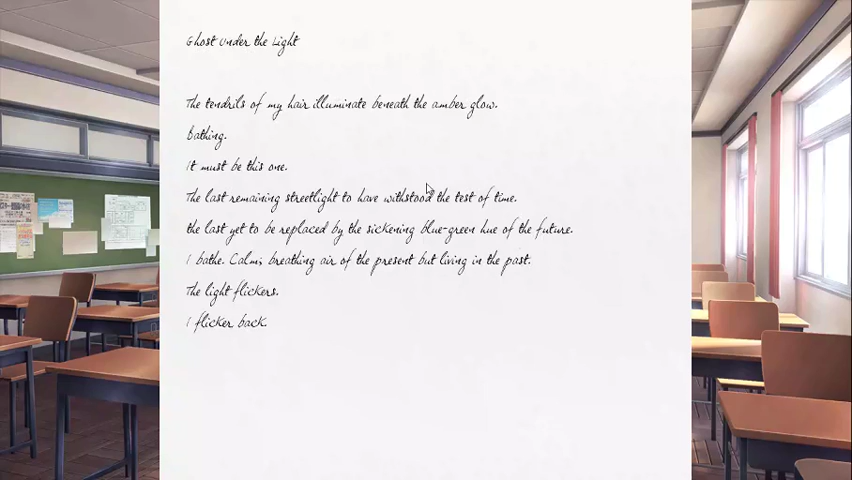 Ghost Under the Light
The tendrils of my hair illuminate beneath the amber glow.
Bathing.
It must be this one.
The last remaining streetlight to have withstood the test of time.
the last yet to be replaced by the sickening blue-green hue of the future.
I bathe. Calm; breathing air of the present but living in the past.
The light flickers.
I flicker back.